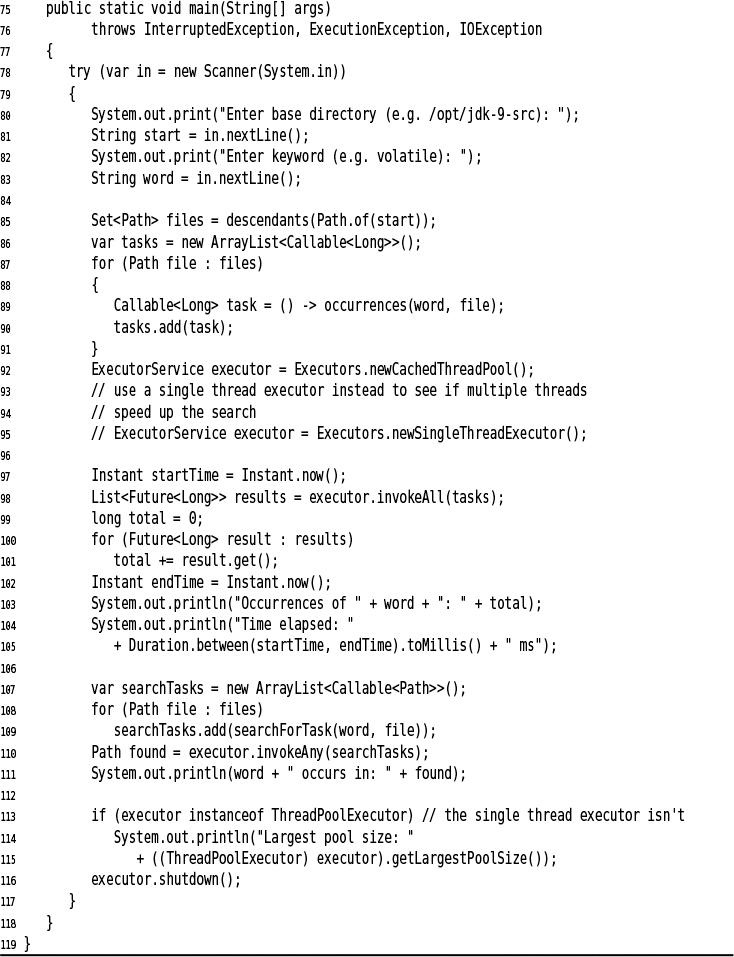 75 public static void main(String[] args)
76 throws InterruptedException, ExecutionException, IOException
77 {
78 try (var in = new Scanner(System.in))
79 {
80 System.out.print("Enter base directory (e.g. /opt/jdk-9-src): ");
81 String start = in.nextLine();
82 System.out.print("Enter keyword (e.g. volatile): ");
83 String word = in.nextLine();
84
85 Set<Path> files = descendants(Path.of(start));
86 var tasks = new ArrayList<Callable<Long>>();
87 for (Path file : files)
88 {
89 Callable<Long> task = () -> occurrences(word, file);
90 tasks.add(task);
91 }
92 ExecutorService executor = Executors.newCachedThreadPool();
93 // use a single thread executor instead to see if multiple threads
94 // speed up the search
95 // ExecutorService executor = Executors.newSingleThreadExecutor();
96
97 Instant startTime = Instant.now();
98 List<Future<Long>> results = executor.invokeAll(tasks);
99 long total = 0;
100 for (Future<Long> result : results)
101 total += result.get();
102 Instant endTime = Instant.now();
103 System.out.println("Occurrences of " + word + ": " + total);
104 System.out.println("Time elapsed: "
105 + Duration.between(startTime, endTime).toMillis() + " ms");
106
107 var searchTasks = new ArrayList<Callable<Path>>();
108 for (Path file : files)
109 searchTasks.add(searchForTask(word, file));
110 Path found = executor.invokeAny(searchTasks);
111 System.out.println(word + " occurs in: " + found);
112
113 if (executor instanceof ThreadPoolExecutor) // the single thread executor isn't
114 System.out.println("Largest pool size: "
115 + ((ThreadPoolExecutor) executor).getLargestPoolSize());
116 executor.shutdown();
117 }
118 }
119 }